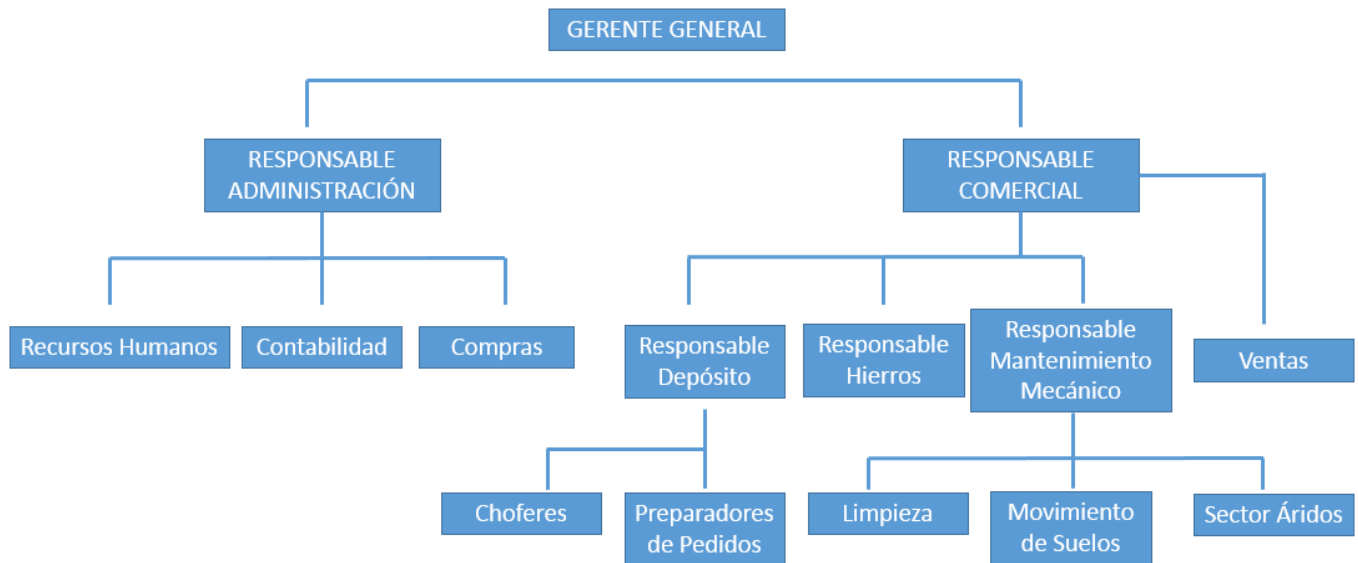 GERENTE GENERAL
RESPONSABLE
ADMINISTRACIÓN
RESPONSABLE
COMERCIAL
Recursos Humanos
Contabilidad
Compras
Responsable
Depósito
Responsable
Hierros
Responsable
Mantenimiento
Mecánico
Ventas
Choferes
Preparadores
de Pedidos
Limpieza
Movimiento
de Suelos
Sector Áridos